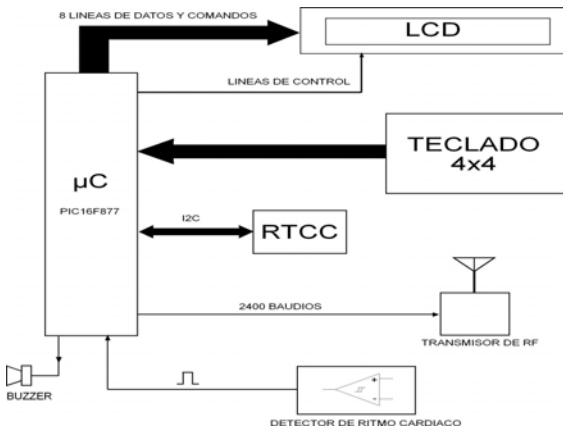 8 LINEAS DE DATOS Y COMANDOS
LCD
LINEAS DE CONTROL
TECLADO
4x4
µC
PIC16F877
I2C
RTCC
2400 BAUDIOS
TRANSMISOR DE RF
BUZZER
+
-
DETECTOR DE RITMO CARDIACO